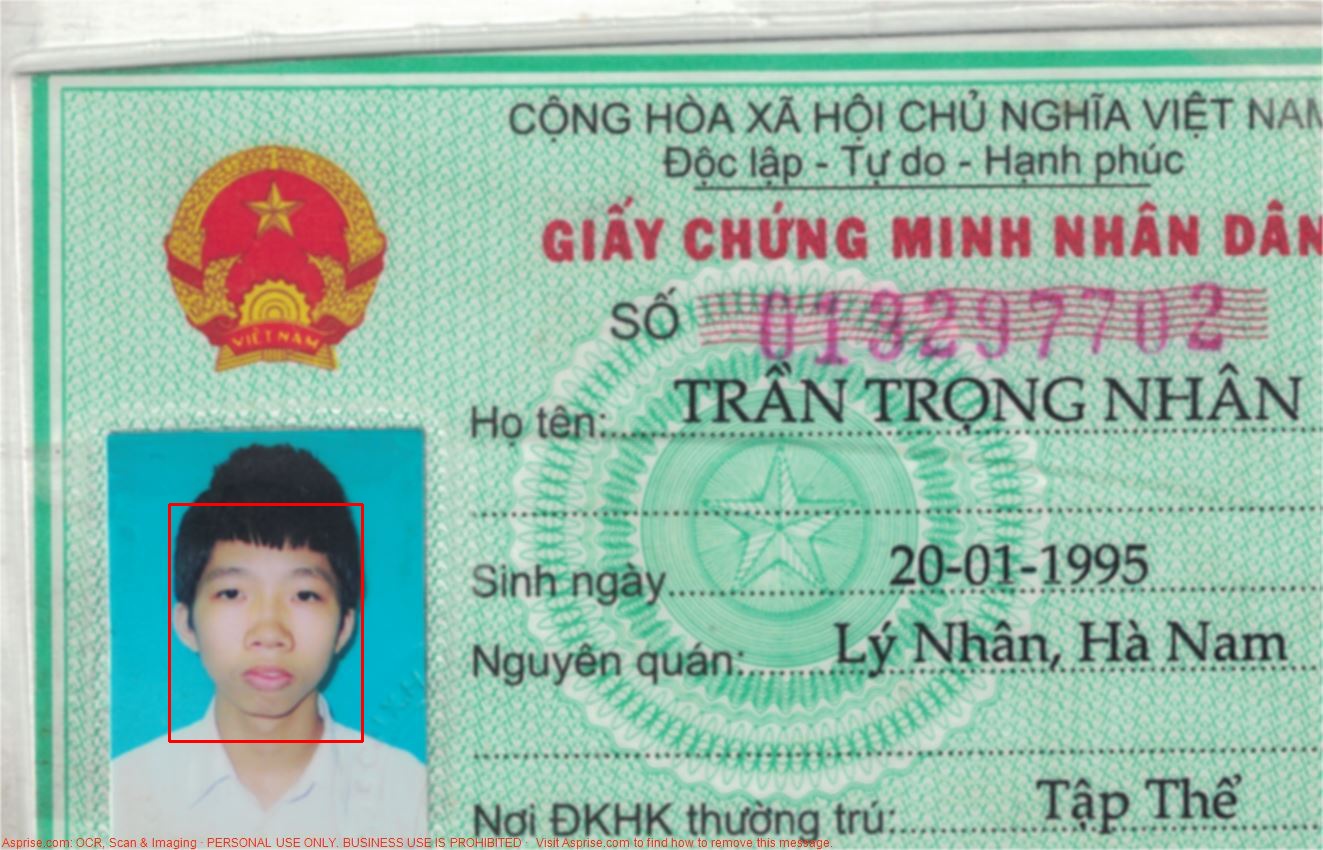 CỘNG HÒA XÃ HỘI CHỦ NGHĨA VIỆT NAM
Độc lập - Tự do - Hạnh phúc
GIẤY CHỨNG MINH NHÂN DÂN
VIỆT NAM
SỐ 013297702
Họ tên: TRẦN TRỌNG NHÂN
Sinh ngày 20-01-1995
Nguyên quán: Lý Nhân, Hà Nam
Nơi ĐKHK thường trú: Tập Thể
Asprise.com: OCR, Scan & Imaging · PERSONAL USE ONLY. BUSINESS USE IS PROHIBITED · Visit Asprise.com to find how to remove this message.